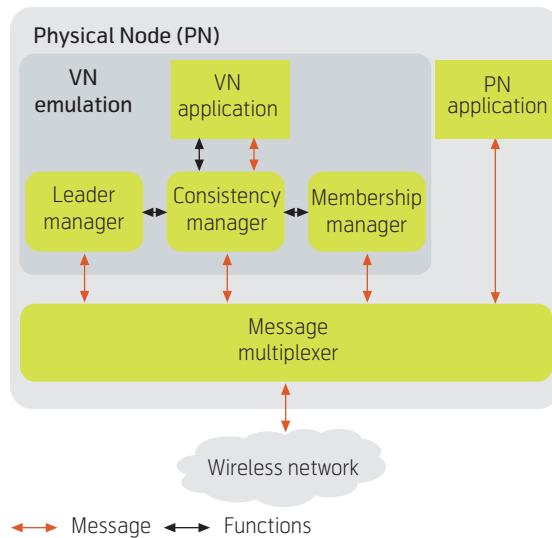 Physical Node (PN)
VN
emulation
VN
application
PN
application
Leader
manager
Consistency
manager
Membership
manager
Message
multiplexer
Wireless network
Message
Functions